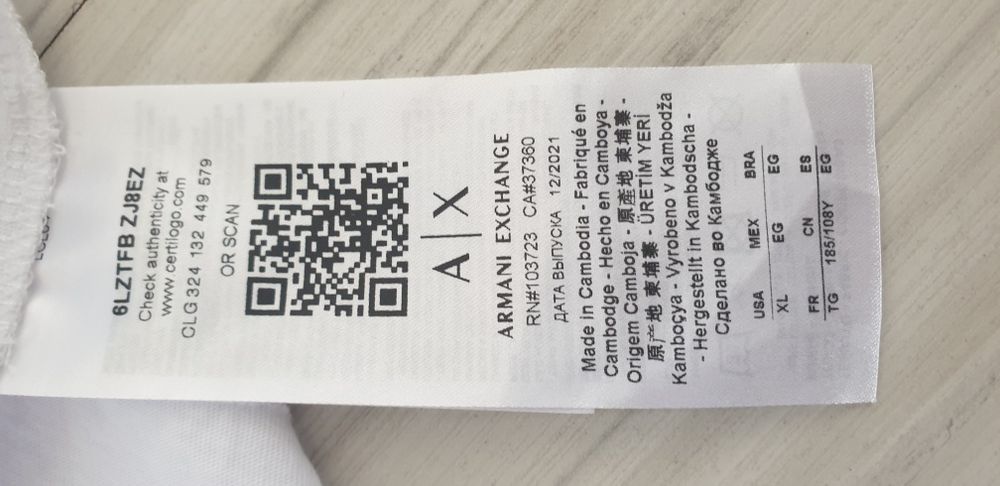 6LZTFB ZJ8EZ
Check authenticity at
www.certilogo.com
CLG 324 132 449 579
OR SCAN
A|X
ARMANI EXCHANGE
RN#103723 CA#37360
ДАТА ВЫПУСКА 12/2021
Made in Cambodia - Fabriqué en
Cambodge - Hecho en Camboya -
Origem Camboja - 原產地 柬埔寨 -
原产地 柬埔寨 - ÜRETİM YERİ
Kamboçya - Vyrobeno v Kambodža
- Hergestellt in Kambodscha -
Сделано во Камбодже
USA MEX BRA
XL EG EG
FR CN ES
TG 185/108Y EG